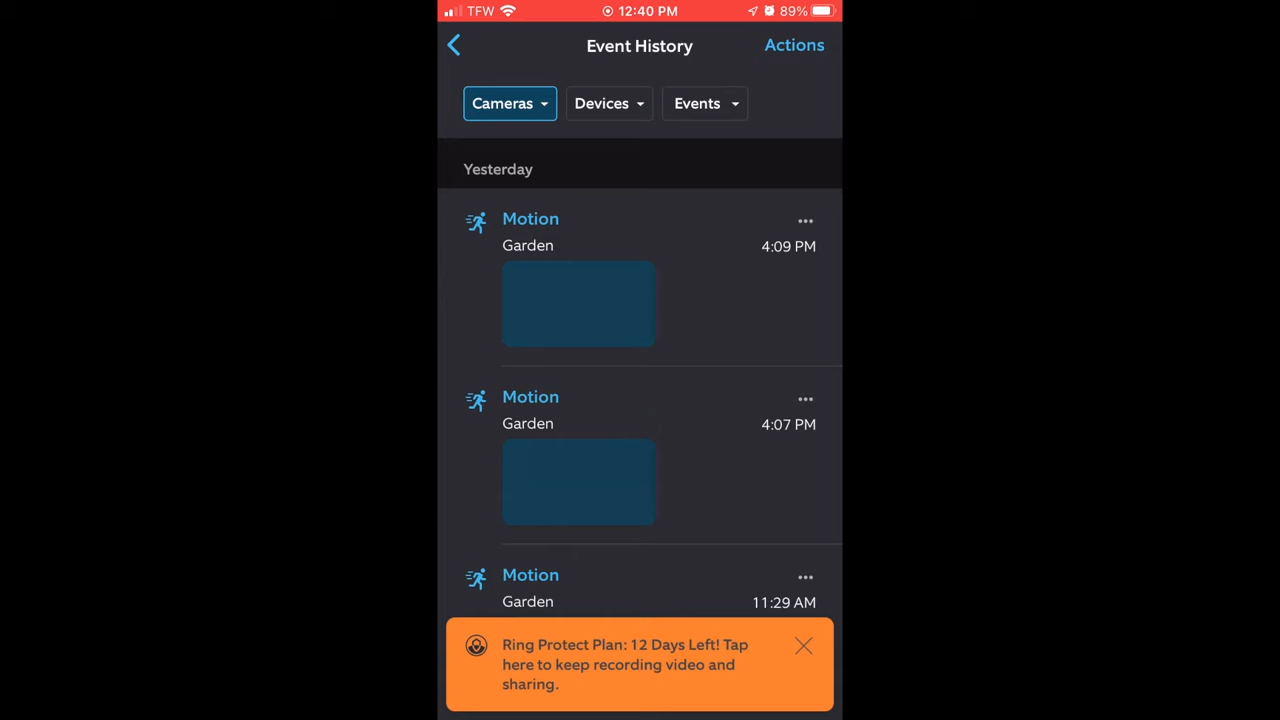 TFW 12:40 PM 89%
Event History Actions
Cameras Devices Events
Yesterday
Motion
Garden 4:09 PM
Motion
Garden 4:07 PM
Motion
Garden 11:29 AM
Ring Protect Plan: 12 Days Left! Tap
here to keep recording video and
sharing.